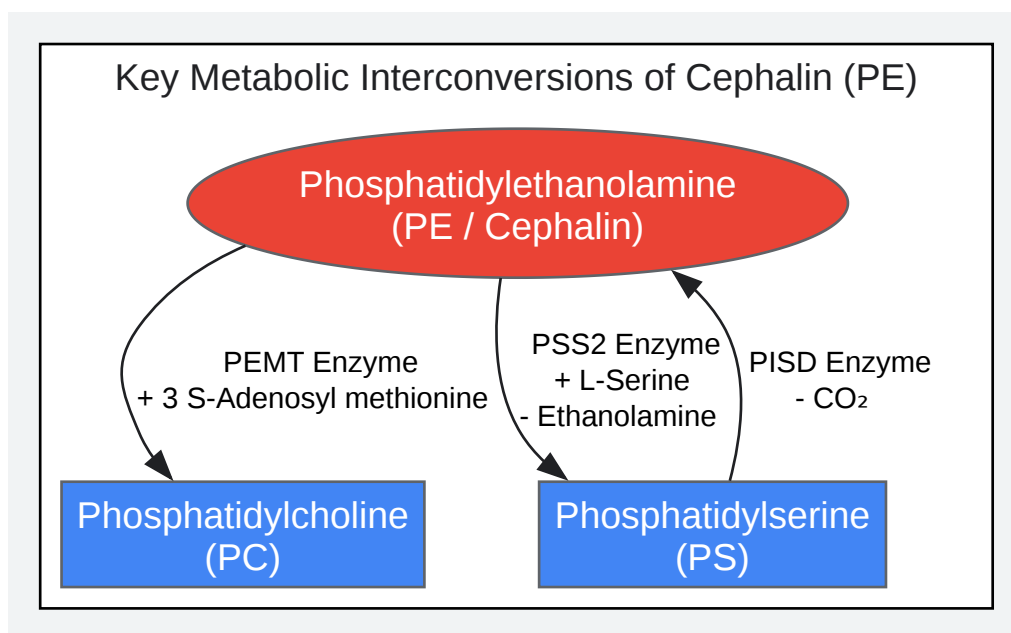 Key Metabolic Interconversions of Cephalin (PE)
Phosphatidylethanolamine
(PE / Cephalin)
PEMT Enzyme
+ 3 S-Adenosyl methionine
PSS2 Enzyme
+ L-Serine
- Ethanolamine
PISD Enzyme
- CO₂
Phosphatidylcholine
(PC)
Phosphatidylserine
(PS)